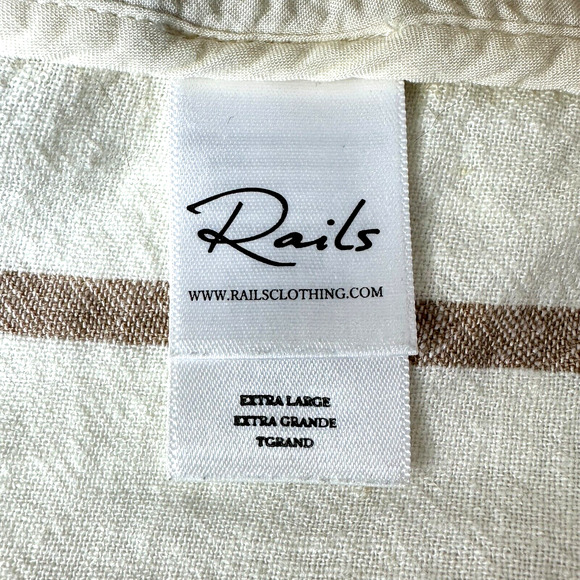 Rails
WWW.RAILSCLOTHING.COM
EXTRA LARGE
EXTRA GRANDE
TGRAND